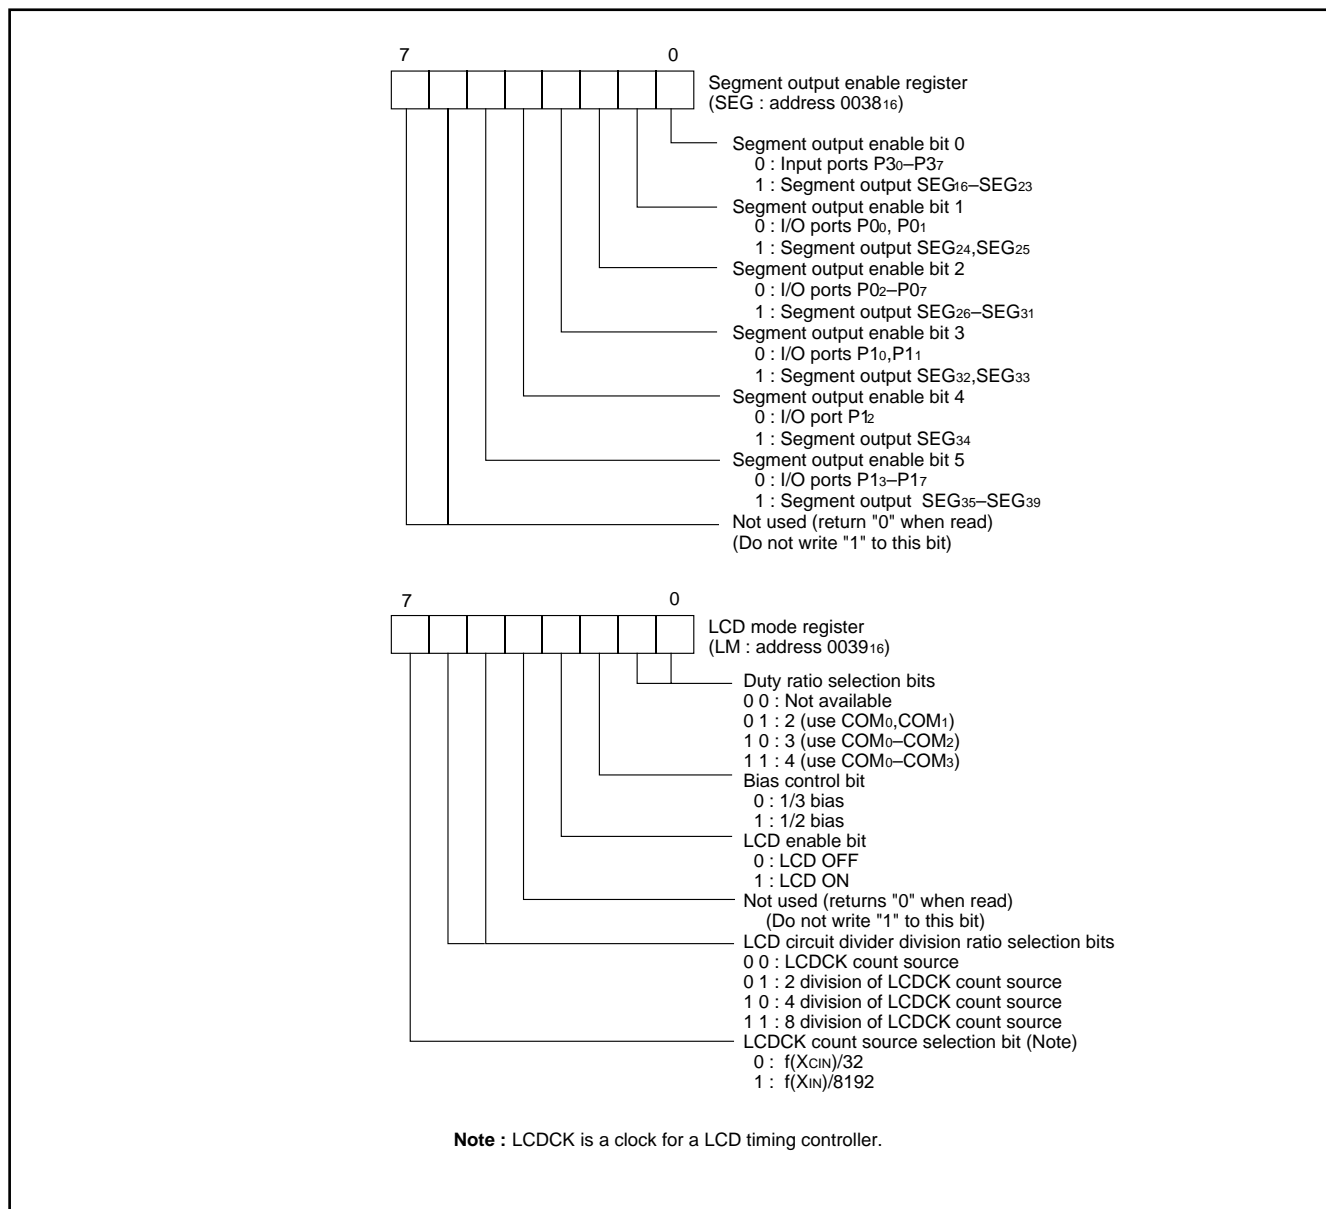 7 0
Segment output enable register
(SEG : address 0038₁₆)
Segment output enable bit 0
0 : Input ports P3₀–P3₇
1 : Segment output SEG₁₆–SEG₂₃
Segment output enable bit 1
0 : I/O ports P0₀, P0₁
1 : Segment output SEG₂₄,SEG₂₅
Segment output enable bit 2
0 : I/O ports P0₂–P0₇
1 : Segment output SEG₂₆–SEG₃₁
Segment output enable bit 3
0 : I/O ports P1₀,P1₁
1 : Segment output SEG₃₂,SEG₃₃
Segment output enable bit 4
0 : I/O port P1₂
1 : Segment output SEG₃₄
Segment output enable bit 5
0 : I/O ports P1₃–P1₇
1 : Segment output SEG₃₅–SEG₃₉
Not used (return "0" when read)
(Do not write "1" to this bit)
7 0
LCD mode register
(LM : address 0039₁₆)
Duty ratio selection bits
0 0 : Not available
0 1 : 2 (use COM₀,COM₁)
1 0 : 3 (use COM₀–COM₂)
1 1 : 4 (use COM₀–COM₃)
Bias control bit
0 : 1/3 bias
1 : 1/2 bias
LCD enable bit
0 : LCD OFF
1 : LCD ON
Not used (returns "0" when read)
(Do not write "1" to this bit)
LCD circuit divider division ratio selection bits
0 0 : LCDCK count source
0 1 : 2 division of LCDCK count source
1 0 : 4 division of LCDCK count source
1 1 : 8 division of LCDCK count source
LCDCK count source selection bit (Note)
0 : f(XCIN)/32
1 : f(XIN)/8192
Note : LCDCK is a clock for a LCD timing controller.